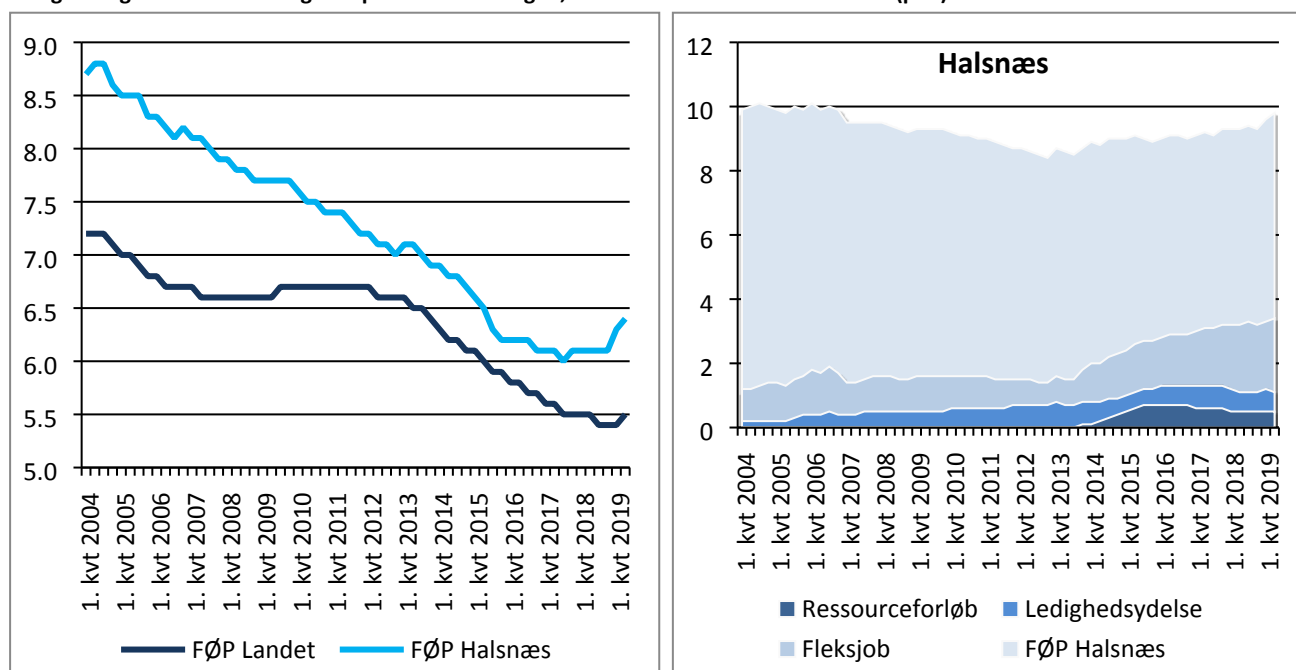 9.0
8.5
8.0
7.5
7.0
6.5
6.0
5.5
5.0
1. kvt 2004
1. kvt 2005
1. kvt 2006
1. kvt 2007
1. kvt 2008
1. kvt 2009
1. kvt 2010
1. kvt 2011
1. kvt 2012
1. kvt 2013
1. kvt 2014
1. kvt 2015
1. kvt 2016
1. kvt 2017
1. kvt 2018
1. kvt 2019
FØP Landet FØP Halsnæs
Halsnæs
12
10
8
6
4
2
0
1. kvt 2004
1. kvt 2005
1. kvt 2006
1. kvt 2007
1. kvt 2008
1. kvt 2009
1. kvt 2010
1. kvt 2011
1. kvt 2012
1. kvt 2013
1. kvt 2014
1. kvt 2015
1. kvt 2016
1. kvt 2017
1. kvt 2018
1. kvt 2019
Ressourceforløb Ledighedsydelse
Fleksjob FØP Halsnæs